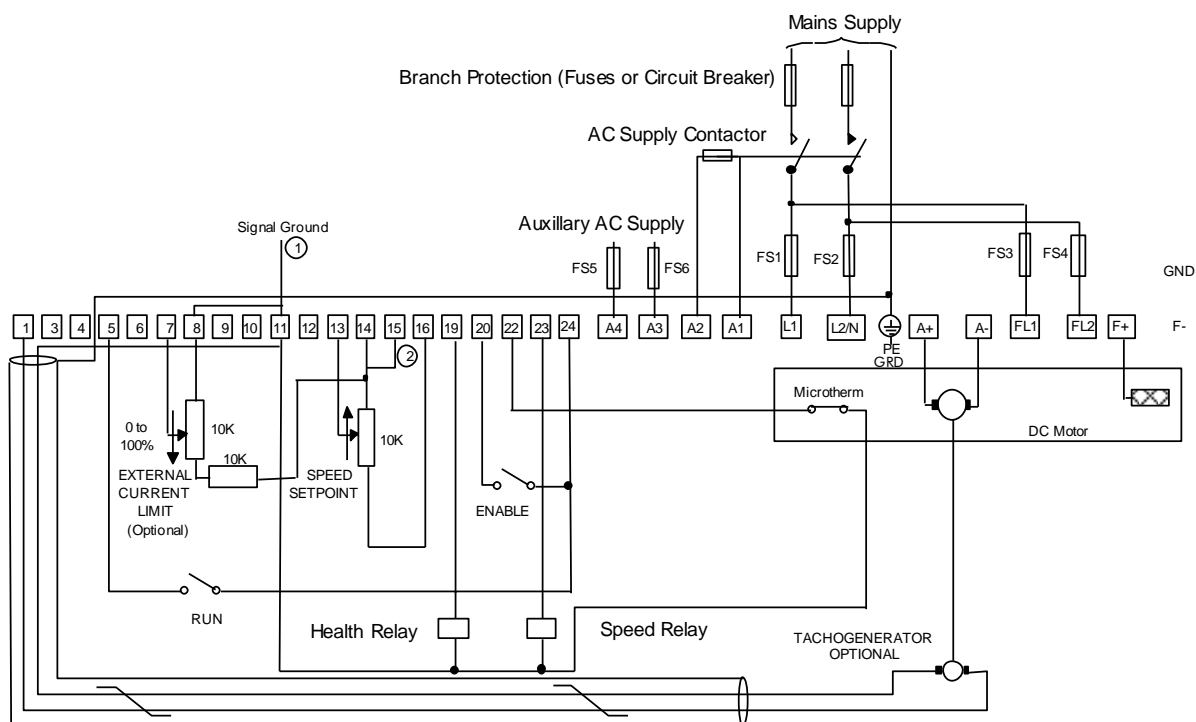 Mains Supply
Branch Protection (Fuses or Circuit Breaker)
AC Supply Contactor
Auxillary AC Supply
Signal Ground
1
FS5
FS6
FS1
FS2
FS3
FS4
GND
1
3
4
5
6
7
8
9
10
11
12
13
14
15
16
19
20
22
23
24
A4
A3
A2
A1
L1
L2/N
A+
A-
FL1
FL2
F+
F-
2
PE
GRD
Microtherm
DC Motor
0 to
100%
10K
10K
10K
EXTERNAL
CURRENT
LIMIT
(Optional)
SPEED
SETPOINT
ENABLE
RUN
Health Relay
Speed Relay
TACHOGENERATOR
OPTIONAL